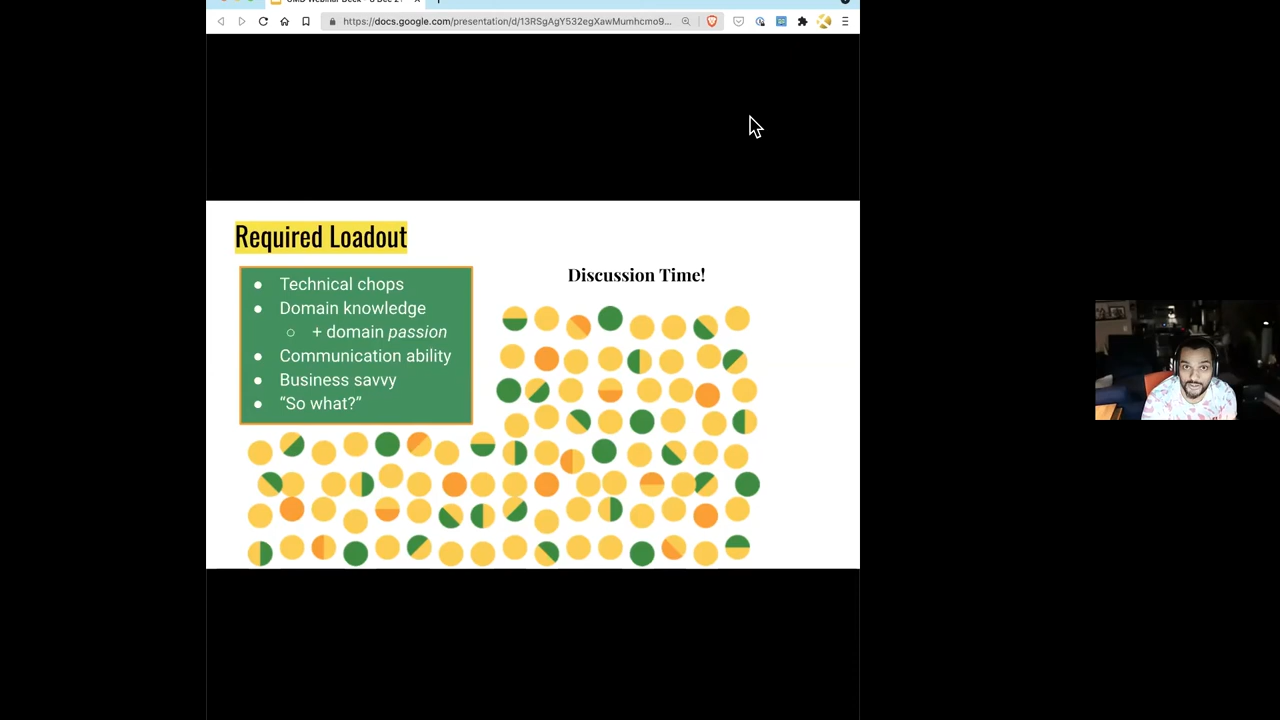 https://docs.google.com/presentation/d/13RSgAgY532egXawMumhcmo9...
Required Loadout
Discussion Time!
● Technical chops
● Domain knowledge
○ + domain passion
● Communication ability
● Business savvy
● “So what?”